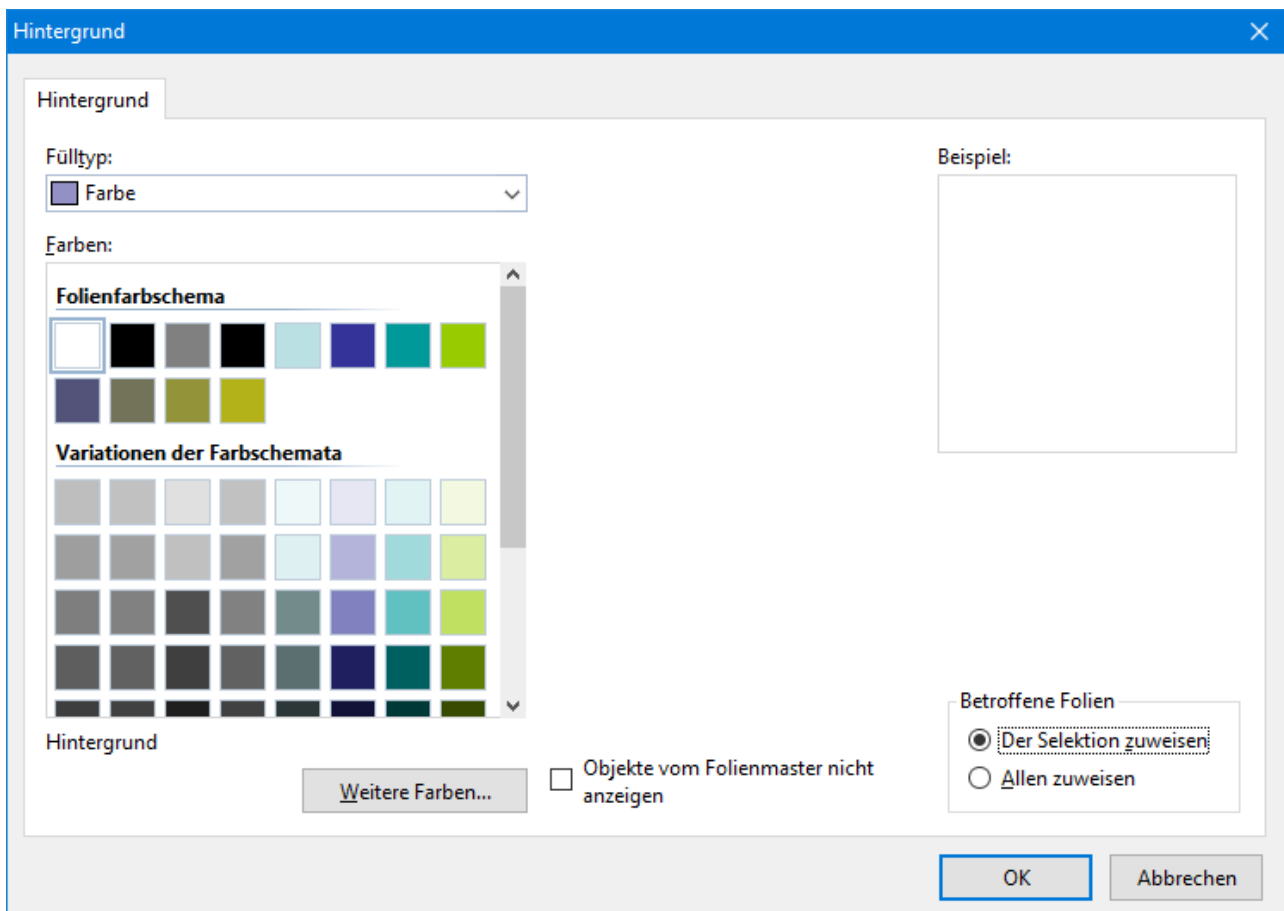 Hintergrund
Hintergrund
Fülltyp:
Farbe
Farben:
Folienfarbschema
Variationen der Farbschemata
Hintergrund
Weitere Farben...
Objekte vom Folienmaster nicht
anzeigen
Beispiel:
Betroffene Folien
Der Selektion zuweisen
Allen zuweisen
OK
Abbrechen